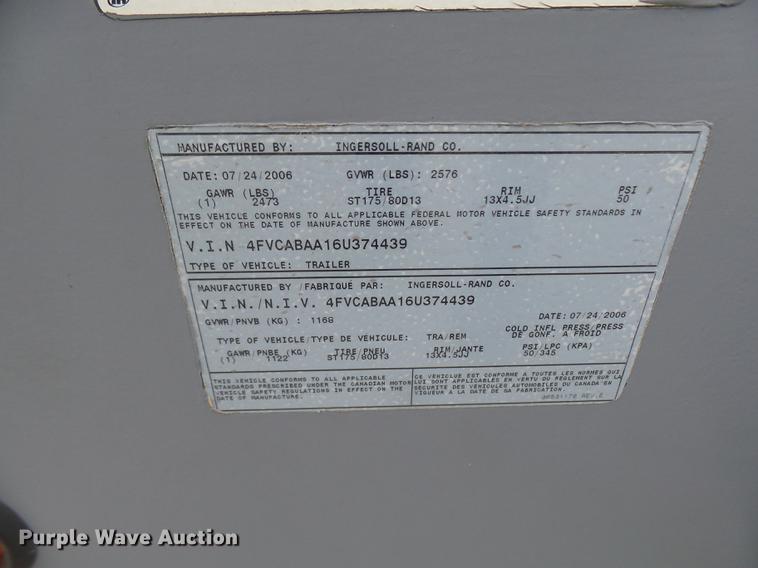 MANUFACTURED BY: INGERSOLL-RAND CO.
DATE: 07/24/2006 GVWR (LBS): 2576
GAWR (LBS) TIRE RIM PSI
(1) 2473 ST175/80D13 13X4.5JJ 50
THIS VEHICLE CONFORMS TO ALL APPLICABLE FEDERAL MOTOR VEHICLE SAFETY STANDARDS IN
EFFECT ON THE DATE OF MANUFACTURE SHOWN ABOVE.
V.I.N 4FVCABAA16U374439
TYPE OF VEHICLE: TRAILER
MANUFACTURED BY /FABRIQUÉ PAR: INGERSOLL-RAND CO.
V.I.N./N.I.V. 4FVCABAA16U374439
GVWR/PNVB (KG) : 1168 DATE: 07/24/2006
TYPE OF VEHICLE/TYPE DE VÉHICULE: TRA/REM COLD INFL PRESS/PRESS DE GONF. A FROID
GAWR/PNBE (KG) TIRE/PNEU RIM/JANTE PSI/LPC (KPA)
(1) 1122 ST175/80D13 13X4.5JJ 50/345
THIS VEHICLE CONFORMS TO ALL APPLICABLE
STANDARDS PRESCRIBED UNDER THE CANADIAN MOTOR
VEHICLE SAFETY REGULATIONS IN EFFECT ON THE
DATE OF MANUFACTURE.
CE VEHICLUE EST CONFORME A TOUTES LES NORMES QUI
LUI SONT APPLICABLES EN VERTU DU REGLEMENT SUR LA
SECURITE DES VEHICULES AUTOMOBILES DU CANADA EN
VIGUEUR A LA DATE DE SA FABRICATION.
REV.E
Purple Wave Auction